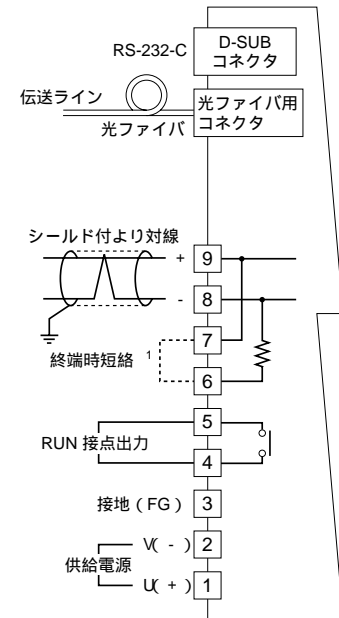 RS-232-C
D-SUB
コネクタ
伝送ライン
光ファイバ
光ファイバ用
コネクタ
シールド付より対線
+ 9
- 8
7
終端時短絡 1
6
5
RUN 接点出力
4
接地（FG） 3
V( - ) 2
供給電源
U( + ) 1